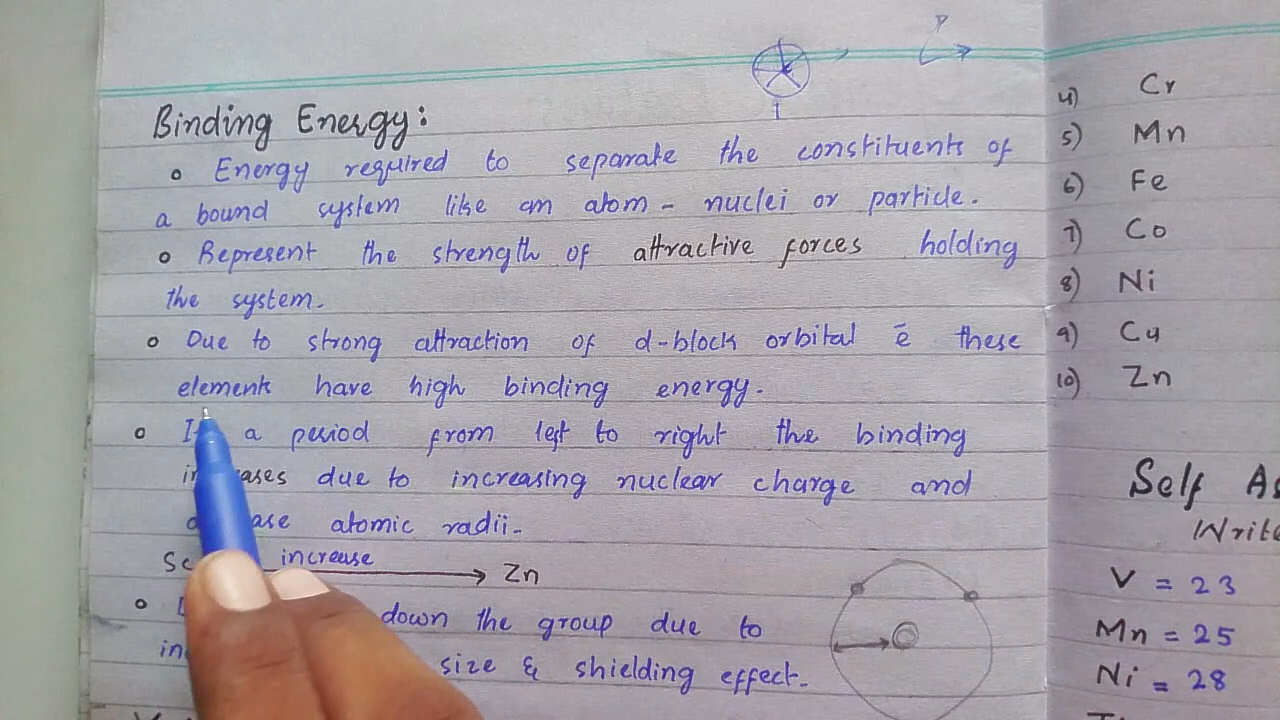 Binding Energy:
Energy required to separate the constituents of
a bound system like an atom - nuclei or particle.
Represent the strength of attractive forces holding
the system.
Due to strong attraction of d-block orbital ē these
element have high binding energy.
a period from left to right the binding
due to increasing nuclear charge and
atomic radii.
Sc increase Zn
down the group due to
size & shielding effect.
4) Cr
5) Mn
6) Fe
7) Co
8) Ni
9) Cu
10) Zn
Self
V = 23
Mn = 25
Ni = 28